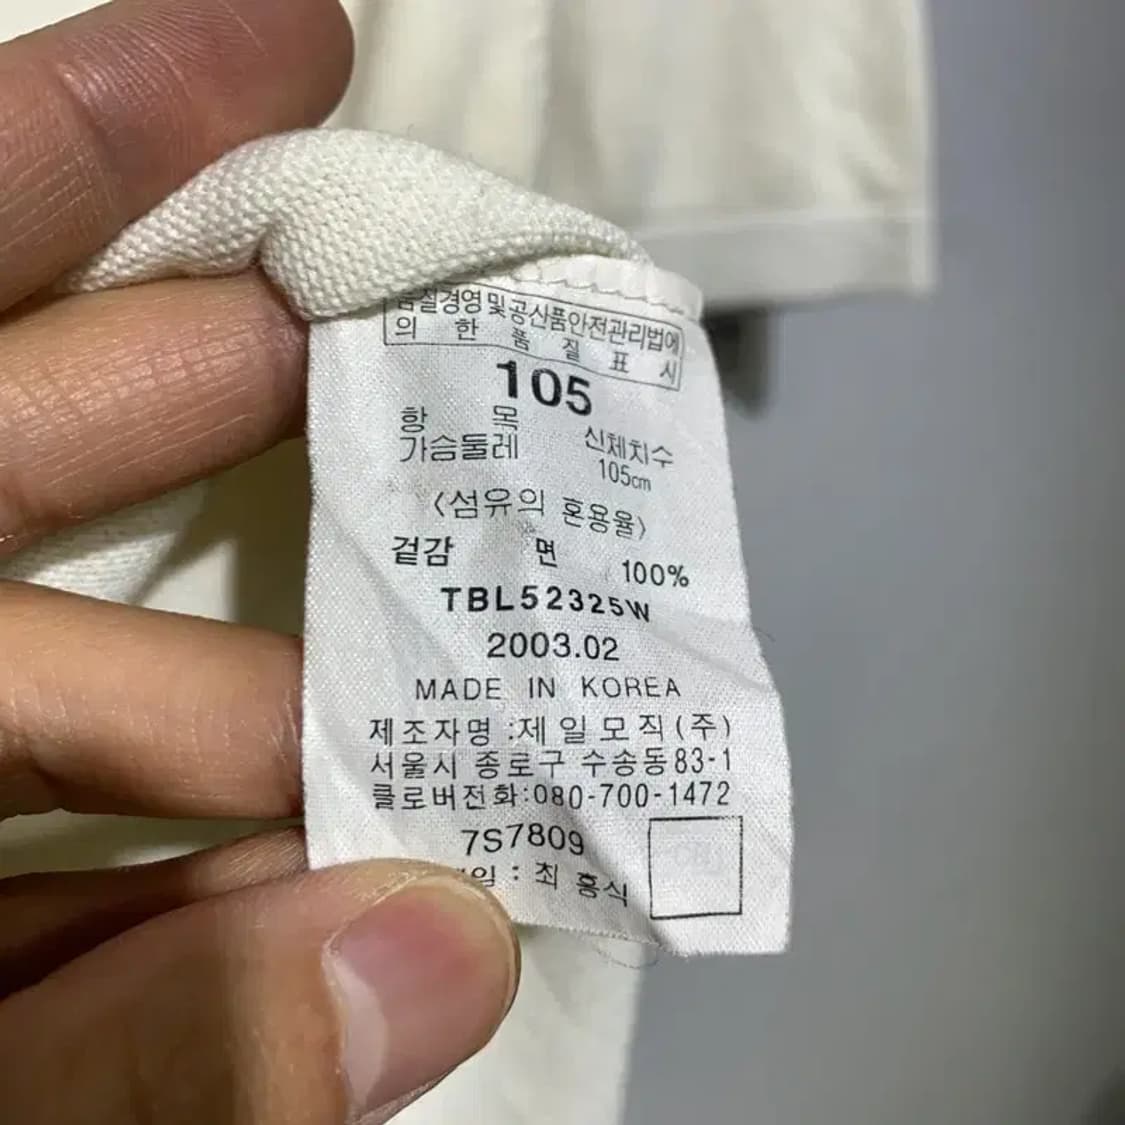 품질경영 및 공산품안전관리법에
의 한 품 질 표 시
105
항 목 신체치수
가슴둘레 105cm
〈섬유의 혼용율〉
겉감 면 100%
TBL52325W
2003.02
MADE IN KOREA
제조자명 :제일모직(주)
서울시 종로구 수송동 83-1
클로버전화:080-700-1472
7S7809
: 최 홍식